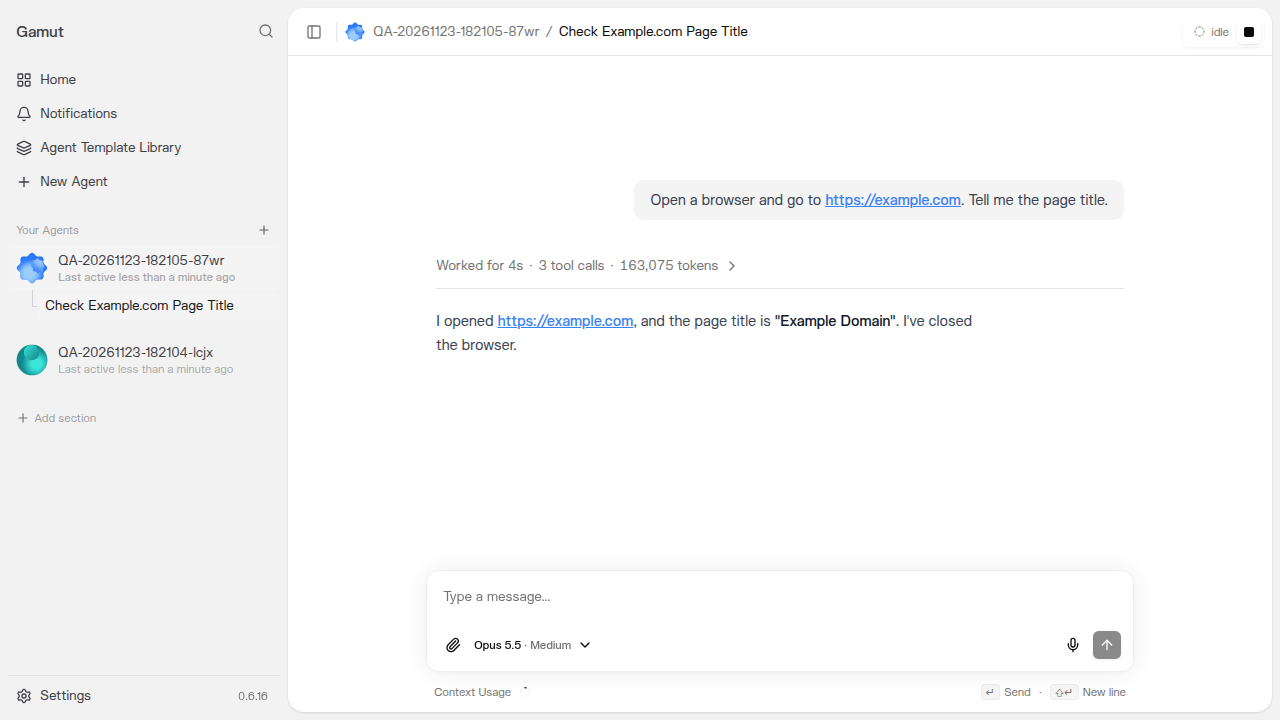 Gamut
Home
Notifications
Agent Template Library
New Agent
Your Agents
QA-20261123-182105-87wr
Last active less than a minute ago
Check Example.com Page Title
QA-20261123-182104-lcjx
Last active less than a minute ago
Add section
Settings
0.6.16
QA-20261123-182105-87wr / Check Example.com Page Title
idle
Open a browser and go to https://example.com. Tell me the page title.
Worked for 4s · 3 tool calls · 163,075 tokens
I opened https://example.com, and the page title is "Example Domain". I've closed
the browser.
Type a message...
Opus 5.5 · Medium
Context Usage
Send · New line